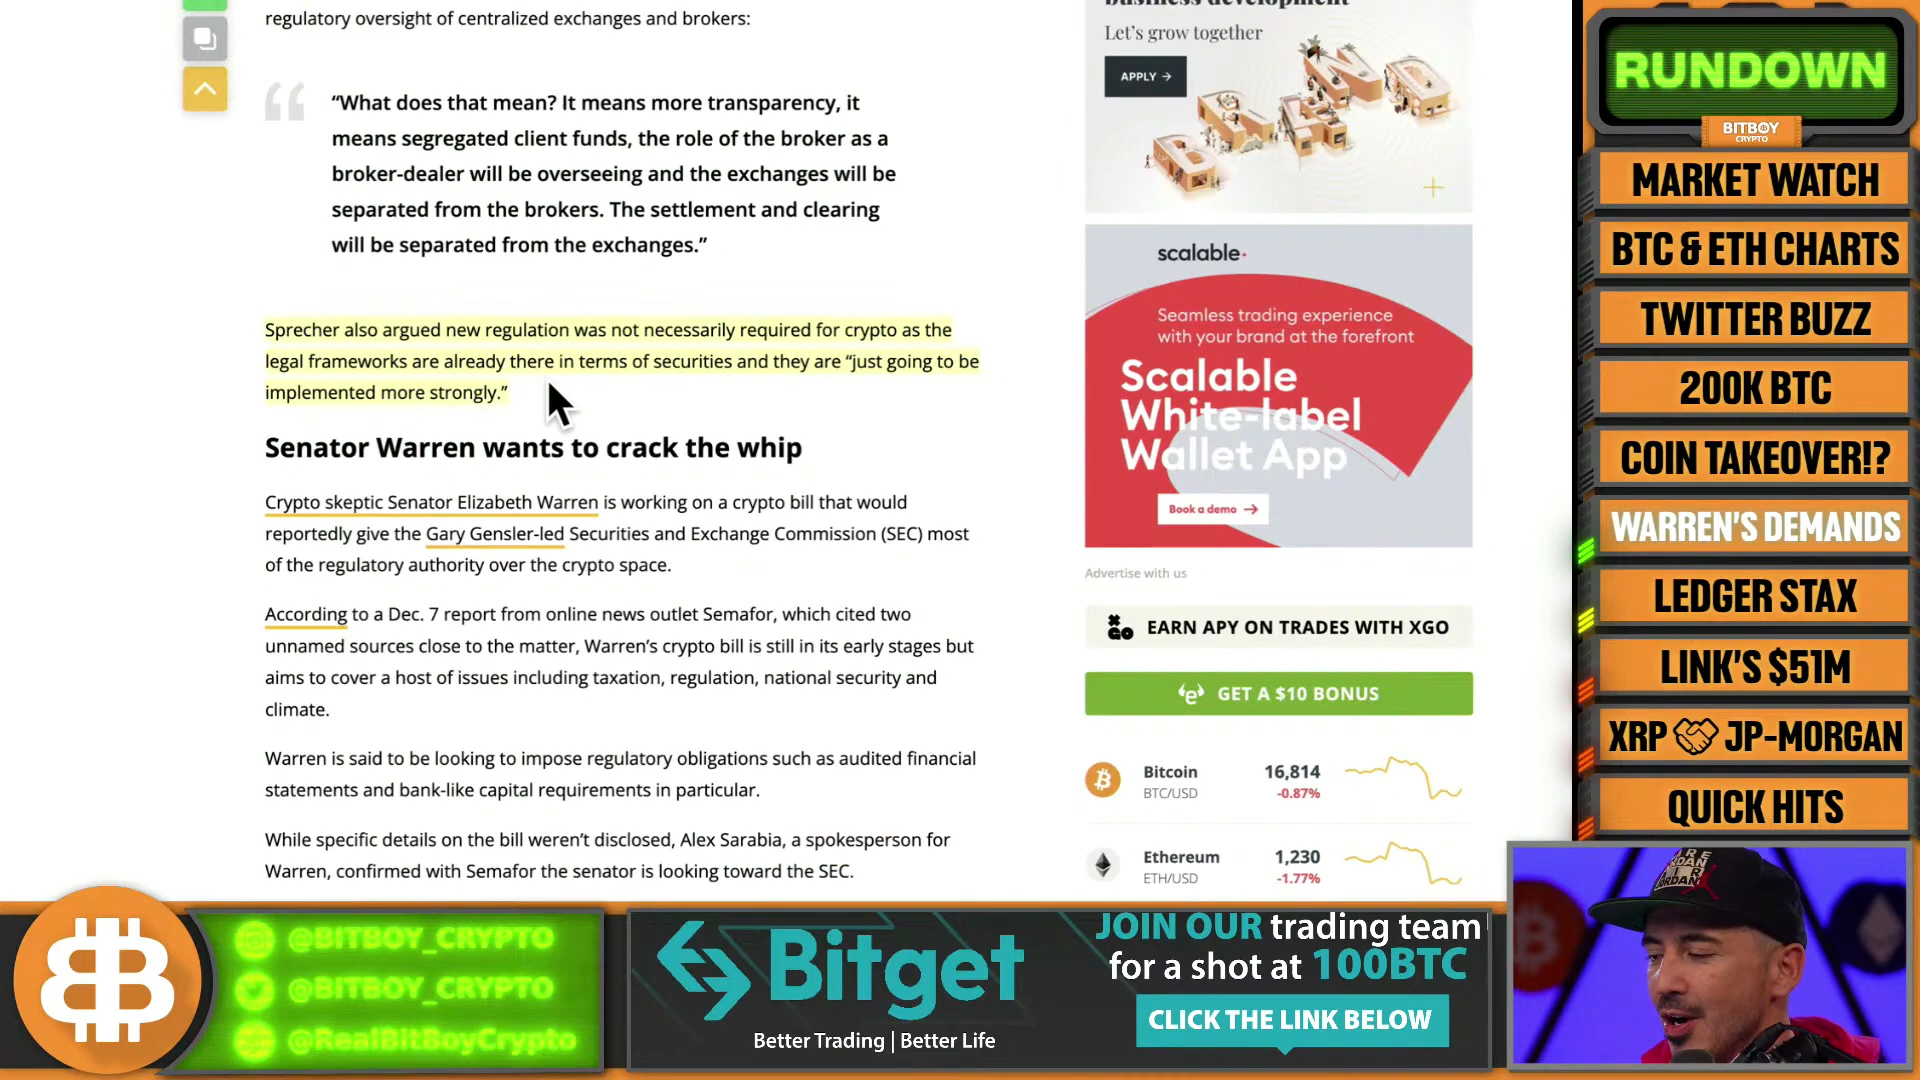 regulatory oversight of centralized exchanges and brokers:
“What does that mean? It means more transparency, it
means segregated client funds, the role of the broker as a
broker-dealer will be overseeing and the exchanges will be
separated from the brokers. The settlement and clearing
will be separated from the exchanges.”
Sprecher also argued new regulation was not necessarily required for crypto as the
legal frameworks are already there in terms of securities and they are “just going to be
implemented more strongly.”
Senator Warren wants to crack the whip
Crypto skeptic Senator Elizabeth Warren is working on a crypto bill that would
reportedly give the Gary Gensler-led Securities and Exchange Commission (SEC) most
of the regulatory authority over the crypto space.
According to a Dec. 7 report from online news outlet Semafor, which cited two
unnamed sources close to the matter, Warren’s crypto bill is still in its early stages but
aims to cover a host of issues including taxation, regulation, national security and
climate.
Warren is said to be looking to impose regulatory obligations such as audited financial
statements and bank-like capital requirements in particular.
While specific details on the bill weren’t disclosed, Alex Sarabia, a spokesperson for
Warren, confirmed with Semafor the senator is looking toward the SEC.
business development
Let’s grow together
APPLY →
scalable
Seamless trading experience
with your brand at the forefront
Scalable
White-label
Wallet App
Book a demo →
Advertise with us
XGO EARN APY ON TRADES WITH XGO
GET A $10 BONUS
Bitcoin 16,814
BTC/USD -0.87%
Ethereum 1,230
ETH/USD -1.77%
RUNDOWN
BITBOY
CRYPTO
MARKET WATCH
BTC & ETH CHARTS
TWITTER BUZZ
200K BTC
COIN TAKEOVER!?
WARREN'S DEMANDS
LEDGER STAX
LINK'S $51M
XRP JP-MORGAN
QUICK HITS
@BITBOY_CRYPTO
@BITBOY_CRYPTO
@RealBitBoyCrypto
Bitget
Better Trading | Better Life
JOIN OUR trading team
for a shot at 100BTC
CLICK THE LINK BELOW